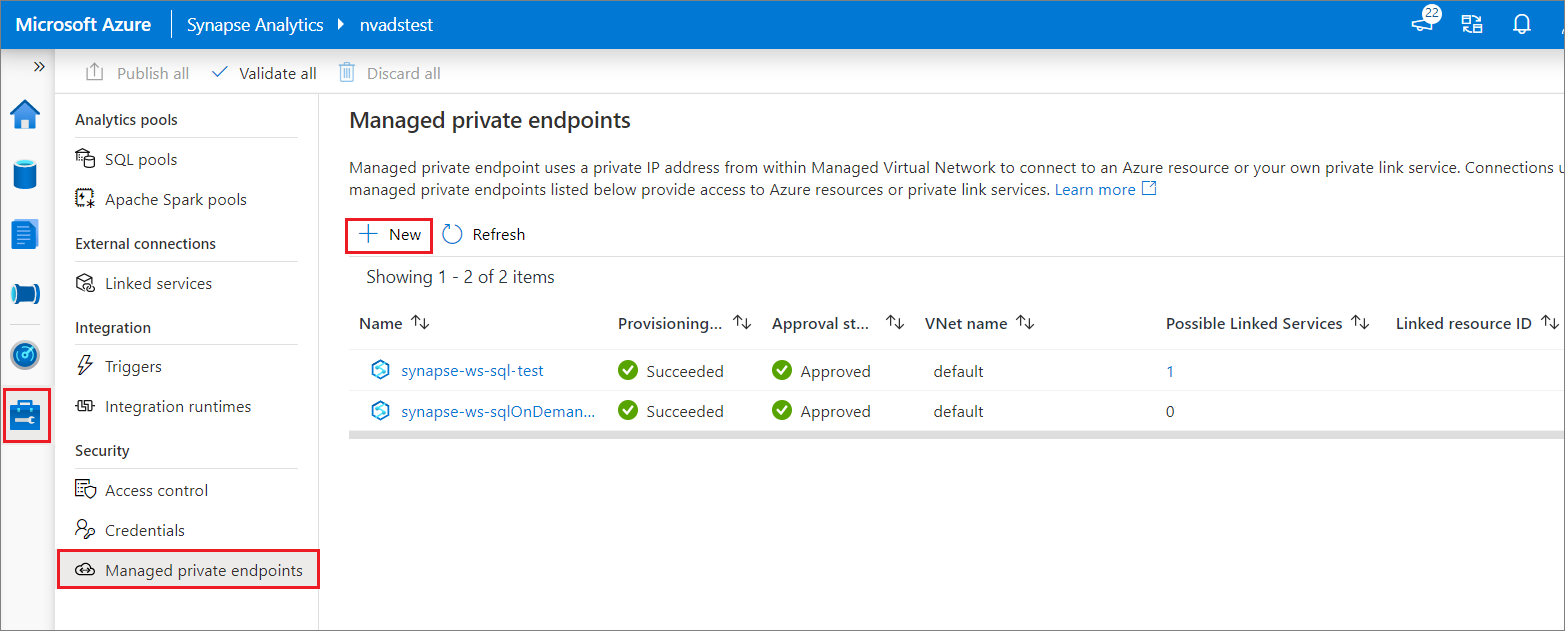 Microsoft Azure Synapse Analytics nvadstest 22
» Publish all Validate all Discard all
Analytics pools
SQL pools
Apache Spark pools
External connections
Linked services
Integration
Triggers
Integration runtimes
Security
Access control
Credentials
Managed private endpoints
Managed private endpoints
Managed private endpoint uses a private IP address from within Managed Virtual Network to connect to an Azure resource or your own private link service. Connections u
managed private endpoints listed below provide access to Azure resources or private link services. Learn more
New Refresh
Showing 1 - 2 of 2 items
Name Provisioning... Approval st... VNet name Possible Linked Services Linked resource ID
synapse-ws-sql-test Succeeded Approved default 1
synapse-ws-sqlOnDeman... Succeeded Approved default 0